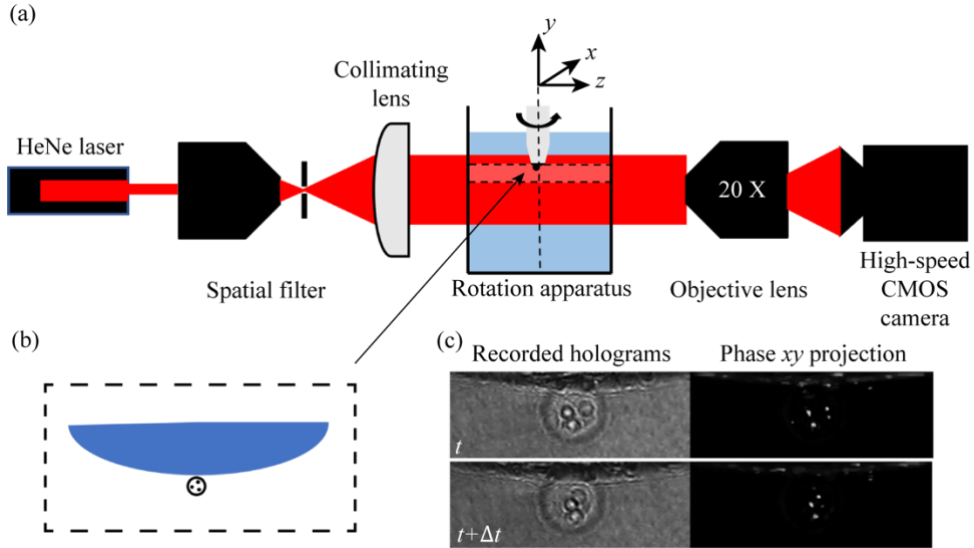 (a)
y
x
z
Collimating
lens
HeNe laser
20 X
Spatial filter
Rotation apparatus
Objective lens
High-speed
CMOS
camera
(b)
(c)
Recorded holograms
Phase xy projection
t
t+Δt